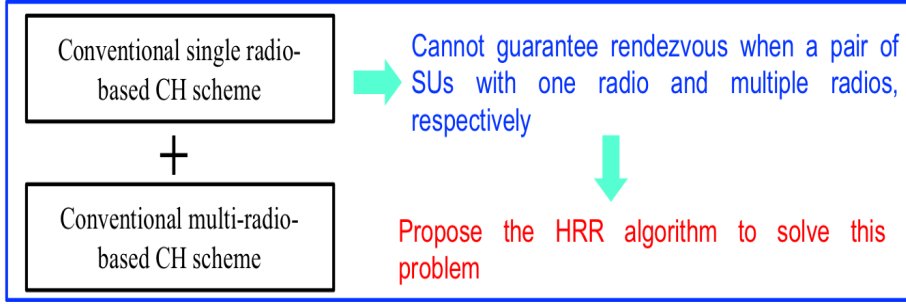 Conventional single radio-
based CH scheme
+
Conventional multi-radio-
based CH scheme
Cannot guarantee rendezvous when a pair of
SUs with one radio and multiple radios,
respectively
Propose the HRR algorithm to solve this
problem